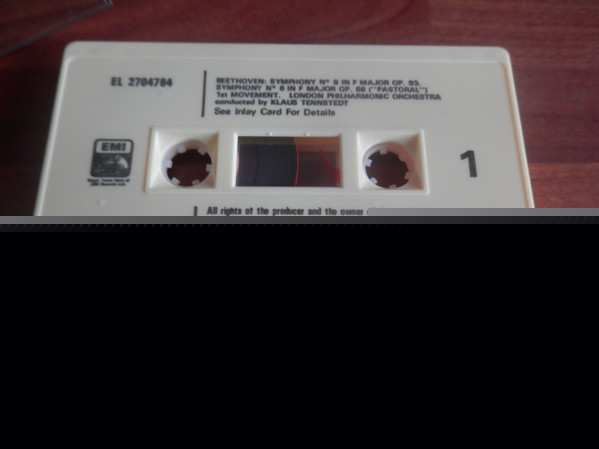 EL 2704764
BEETHOVEN: SYMPHONY Nº 8 IN F MAJOR OP. 93.
SYMPHONY Nº 6 IN F MAJOR OP. 68 ("PASTORAL")
1st MOVEMENT. LONDON PHILHARMONIC ORCHESTRA
conducted by KLAUS TENNSTEDT
See Inlay Card For Details
EMI
1
All rights of the producer and the owner